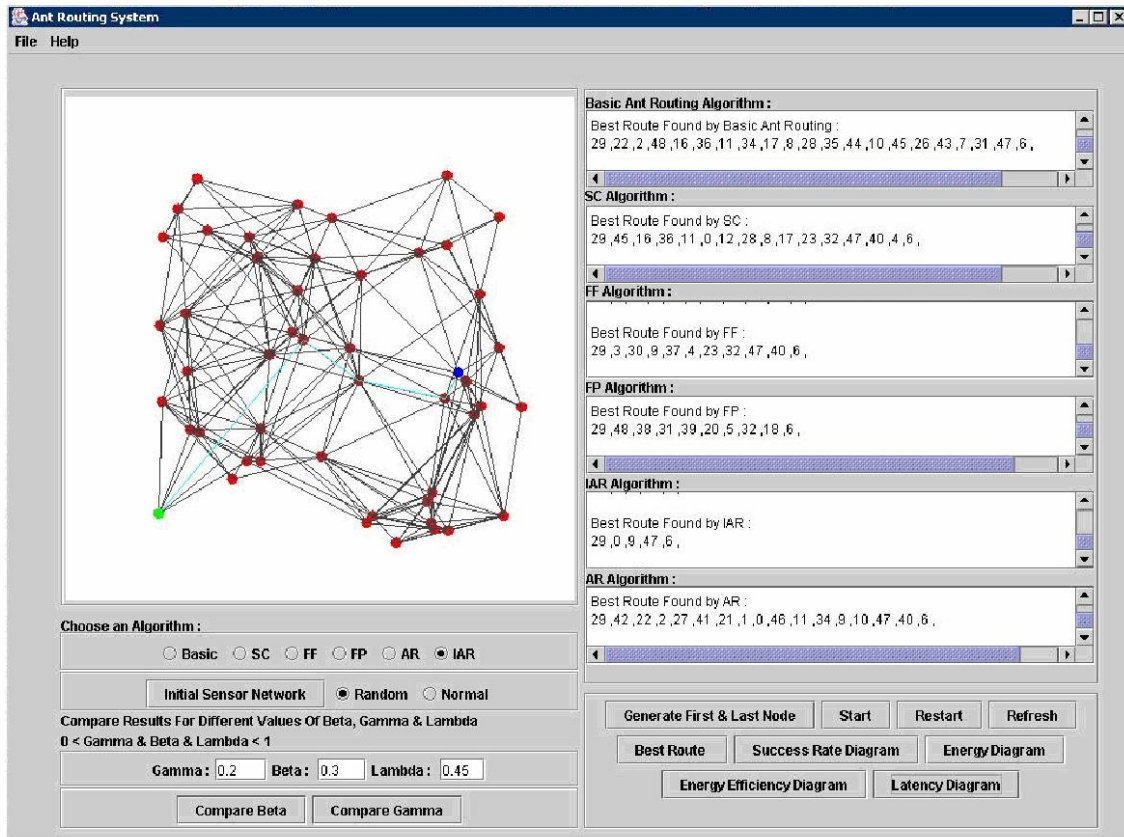 Ant Routing System
File Help
Basic Ant Routing Algorithm :
Best Route Found by Basic Ant Routing :
29 ,22 ,2 ,48 ,16 ,36 ,11 ,34 ,17 ,8 ,28 ,35 ,44 ,10 ,45 ,26 ,43 ,7 ,31 ,47 ,6 ,
SC Algorithm :
Best Route Found by SC :
29 ,45 ,16 ,36 ,11 ,0 ,12 ,28 ,8 ,17 ,23 ,32 ,47 ,40 ,4 ,6 ,
FF Algorithm :
Best Route Found by FF :
29 ,3 ,30 ,9 ,37 ,4 ,23 ,32 ,47 ,40 ,6 ,
FP Algorithm :
Best Route Found by FP :
29 ,48 ,38 ,31 ,39 ,20 ,5 ,32 ,18 ,6 ,
IAR Algorithm :
Best Route Found by IAR :
29 ,0 ,9 ,47 ,6 ,
AR Algorithm :
Best Route Found by AR :
29 ,42 ,22 ,2 ,27 ,41 ,21 ,1 ,0 ,46 ,11 ,34 ,9 ,10 ,47 ,40 ,6 ,
Choose an Algorithm :
Basic SC FF FP AR IAR
Initial Sensor Network Random Normal
Compare Results For Different Values Of Beta, Gamma & Lambda
0 < Gamma & Beta & Lambda < 1
Gamma : 0.2 Beta : 0.3 Lambda : 0.45
Compare Beta Compare Gamma
Generate First & Last Node Start Restart Refresh
Best Route Success Rate Diagram Energy Diagram
Energy Efficiency Diagram Latency Diagram